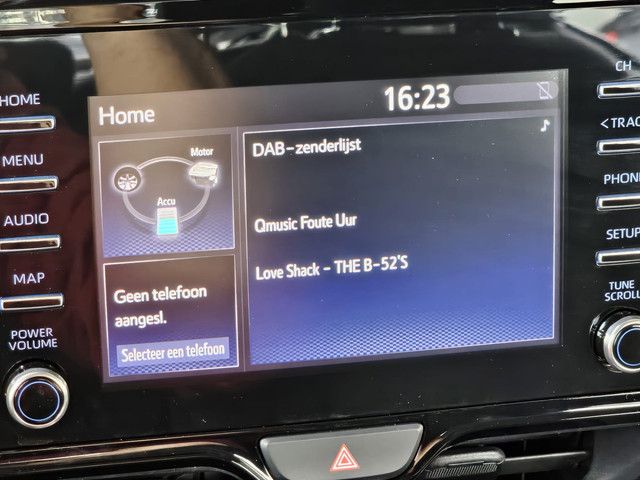 HOME
MENU
AUDIO
MAP
POWER
VOLUME
Home
16:23
Motor
Accu
Geen telefoon
aangesl.
Selecteer een telefoon
DAB-zenderlijst
Qmusic Foute Uur
Love Shack - THE B-52'S
CH
< TRAC
PHON
SETUP
TUNE
SCROLL